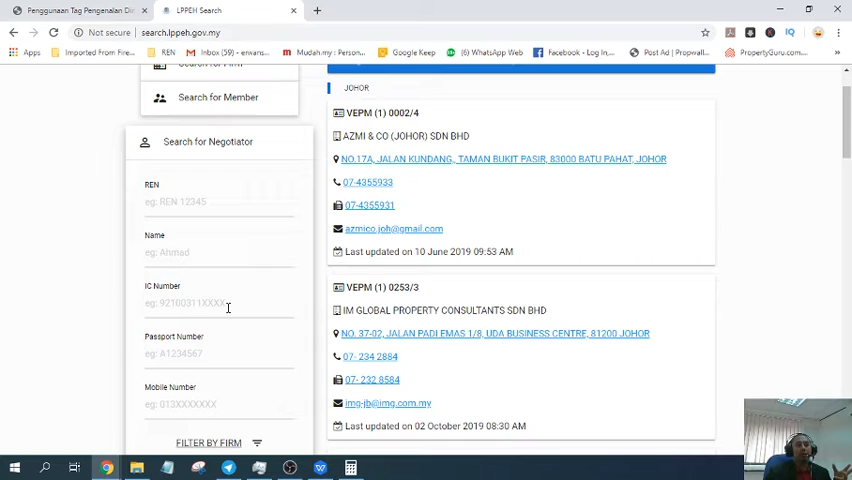 Penggunaan Tag Pengenalan Di
LPPEH Search
Not secure
search.lppeh.gov.my
Apps
Imported From Fire...
REN
Inbox (59) - erwans...
Mudah.my : Person...
Google Keep
(6) WhatsApp Web
Facebook - Log In,...
Post Ad | Propwall...
PropertyGuru.com...
Search for Firm
Search for Member
Search for Negotiator
REN
eg: REN 12345
Name
eg: Ahmad
IC Number
eg: 92100311XXXX
Passport Number
eg: A1234567
Mobile Number
eg: 013XXXXXXX
FILTER BY FIRM
JOHOR
VEPM (1) 0002/4
AZMI & CO (JOHOR) SDN BHD
NO.17A, JALAN KUNDANG, TAMAN BUKIT PASIR, 83000 BATU PAHAT, JOHOR
07-4355933
07-4355931
azmico.joh@gmail.com
Last updated on 10 June 2019 09:53 AM
VEPM (1) 0253/3
IM GLOBAL PROPERTY CONSULTANTS SDN BHD
NO. 37-02, JALAN PADI EMAS 1/8, UDA BUSINESS CENTRE, 81200 JOHOR
07- 234 2884
07- 232 8584
img-jb@img.com.my
Last updated on 02 October 2019 08:30 AM